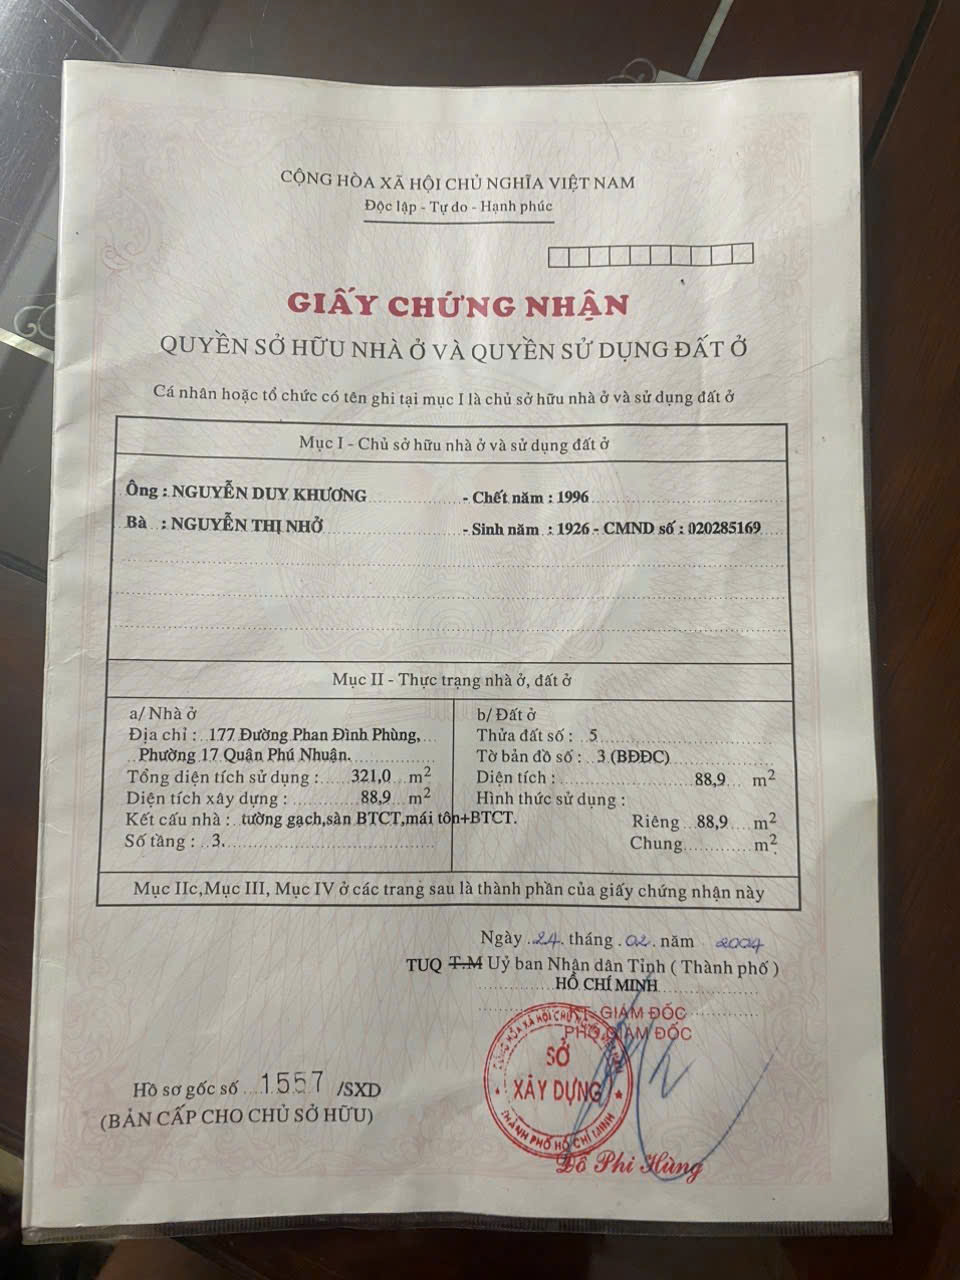 CỘNG HÒA XÃ HỘI CHỦ NGHĨA VIỆT NAM
Độc lập - Tự do - Hạnh phúc
GIẤY CHỨNG NHẬN
QUYỀN SỞ HỮU NHÀ Ở VÀ QUYỀN SỬ DỤNG ĐẤT Ở
Cá nhân hoặc tổ chức có tên ghi tại mục I là chủ sở hữu nhà ở và sử dụng đất ở
Mục I - Chủ sở hữu nhà ở và sử dụng đất ở
Ông : NGUYỄN DUY KHƯƠNG - Chết năm : 1996
Bà : NGUYỄN THỊ NHỞ - Sinh năm : 1926 - CMND số : 020285169
Mục II - Thực trạng nhà ở, đất ở
a/ Nhà ở
Địa chỉ : 177 Đường Phan Đình Phùng,
Phường 17 Quận Phú Nhuận.
Tổng diện tích sử dụng : 321,0 m²
Diện tích xây dựng : 88,9 m²
Kết cấu nhà : tường gạch,sàn BTCT,mái tôn+BTCT.
Số tầng : 3.
b/ Đất ở
Thửa đất số : 5
Tờ bản đồ số : 3 (BĐĐC)
Diện tích : 88,9 m²
Hình thức sử dụng :
Riêng 88,9 m²
Chung m²
Mục IIc,Mục III, Mục IV ở các trang sau là thành phần của giấy chứng nhận này
Ngày 24 tháng 02 năm 2004
TUQ T.M Uỷ ban Nhân dân Tỉnh ( Thành phố )
HỒ CHÍ MINH
KT. GIÁM ĐỐC
PHÓ GIÁM ĐỐC
SỞ
XÂY DỰNG
THÀNH PHỐ HỒ CHÍ MINH
Đỗ Phi Hùng
Hồ sơ gốc số 1557 /SXD
(BẢN CẤP CHO CHỦ SỞ HỮU)